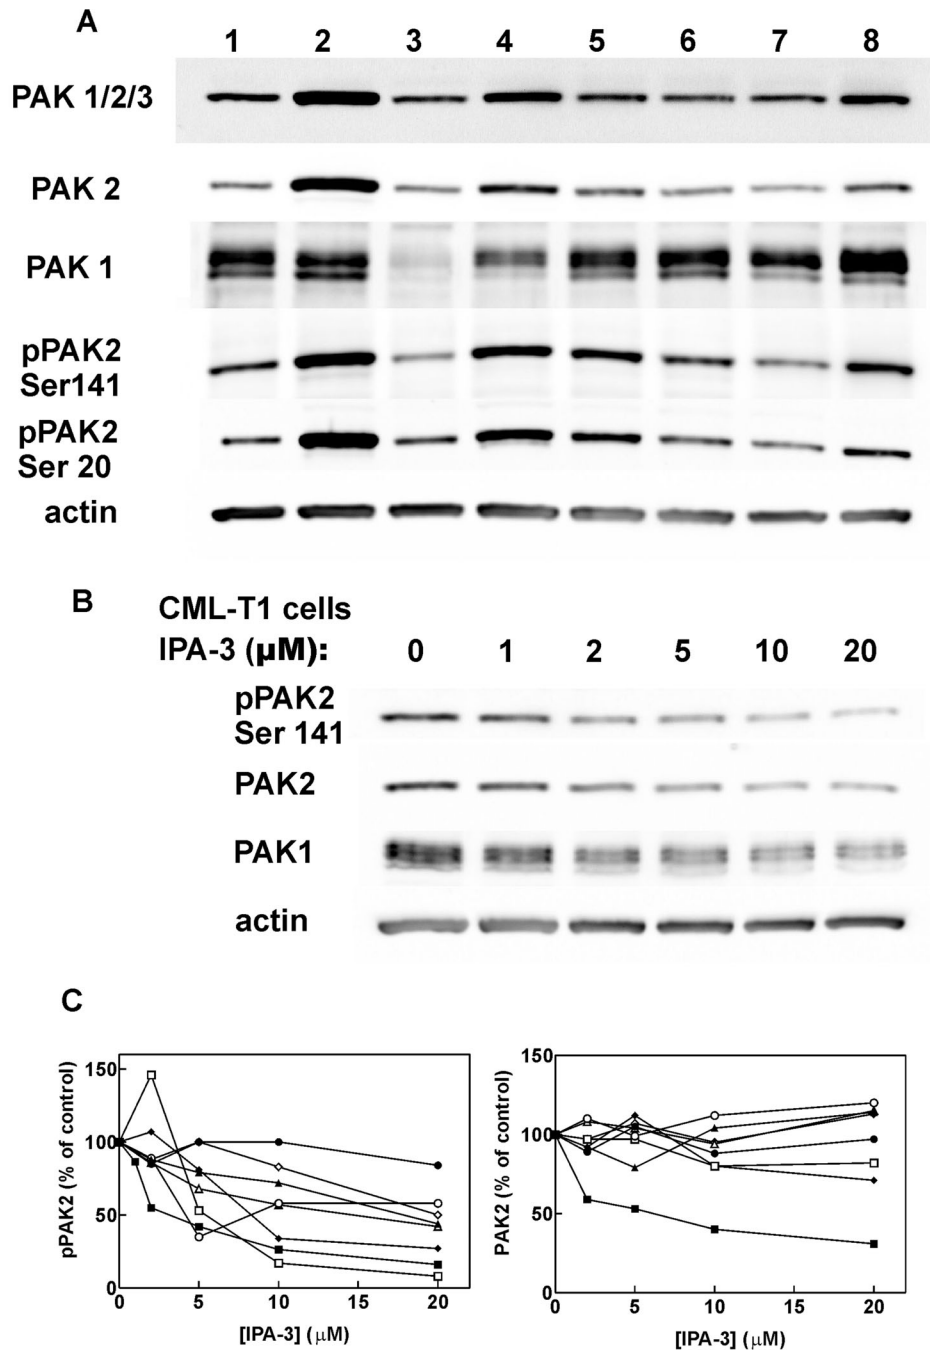 A
1 2 3 4 5 6 7 8
PAK 1/2/3
PAK 2
PAK 1
pPAK2
Ser141
pPAK2
Ser 20
actin
B
CML-T1 cells
IPA-3 (µM): 0 1 2 5 10 20
pPAK2
Ser 141
PAK2
PAK1
actin
C
pPAK2 (% of control)
150
100
50
0
0 5 10 15 20
[IPA-3] (µM)
PAK2 (% of control)
150
100
50
0
0 5 10 15 20
[IPA-3] (µM)